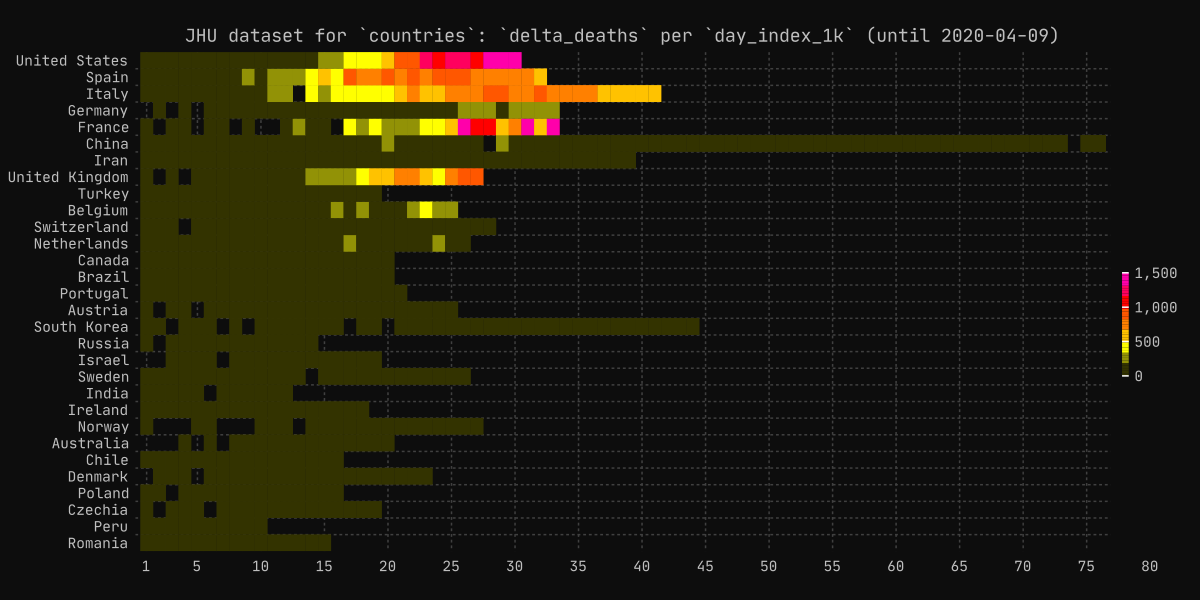 JHU dataset for `countries`: `delta_deaths` per `day_index_1k` (until 2020-04-09)
United States
Spain
Italy
Germany
France
China
Iran
United Kingdom
Turkey
Belgium
Switzerland
Netherlands
Canada
Brazil
Portugal
Austria
South Korea
Russia
Israel
Sweden
India
Ireland
Norway
Australia
Chile
Denmark
Poland
Czechia
Peru
Romania
1 5 10 15 20 25 30 35 40 45 50 55 60 65 70 75 80
1,500
1,000
500
0